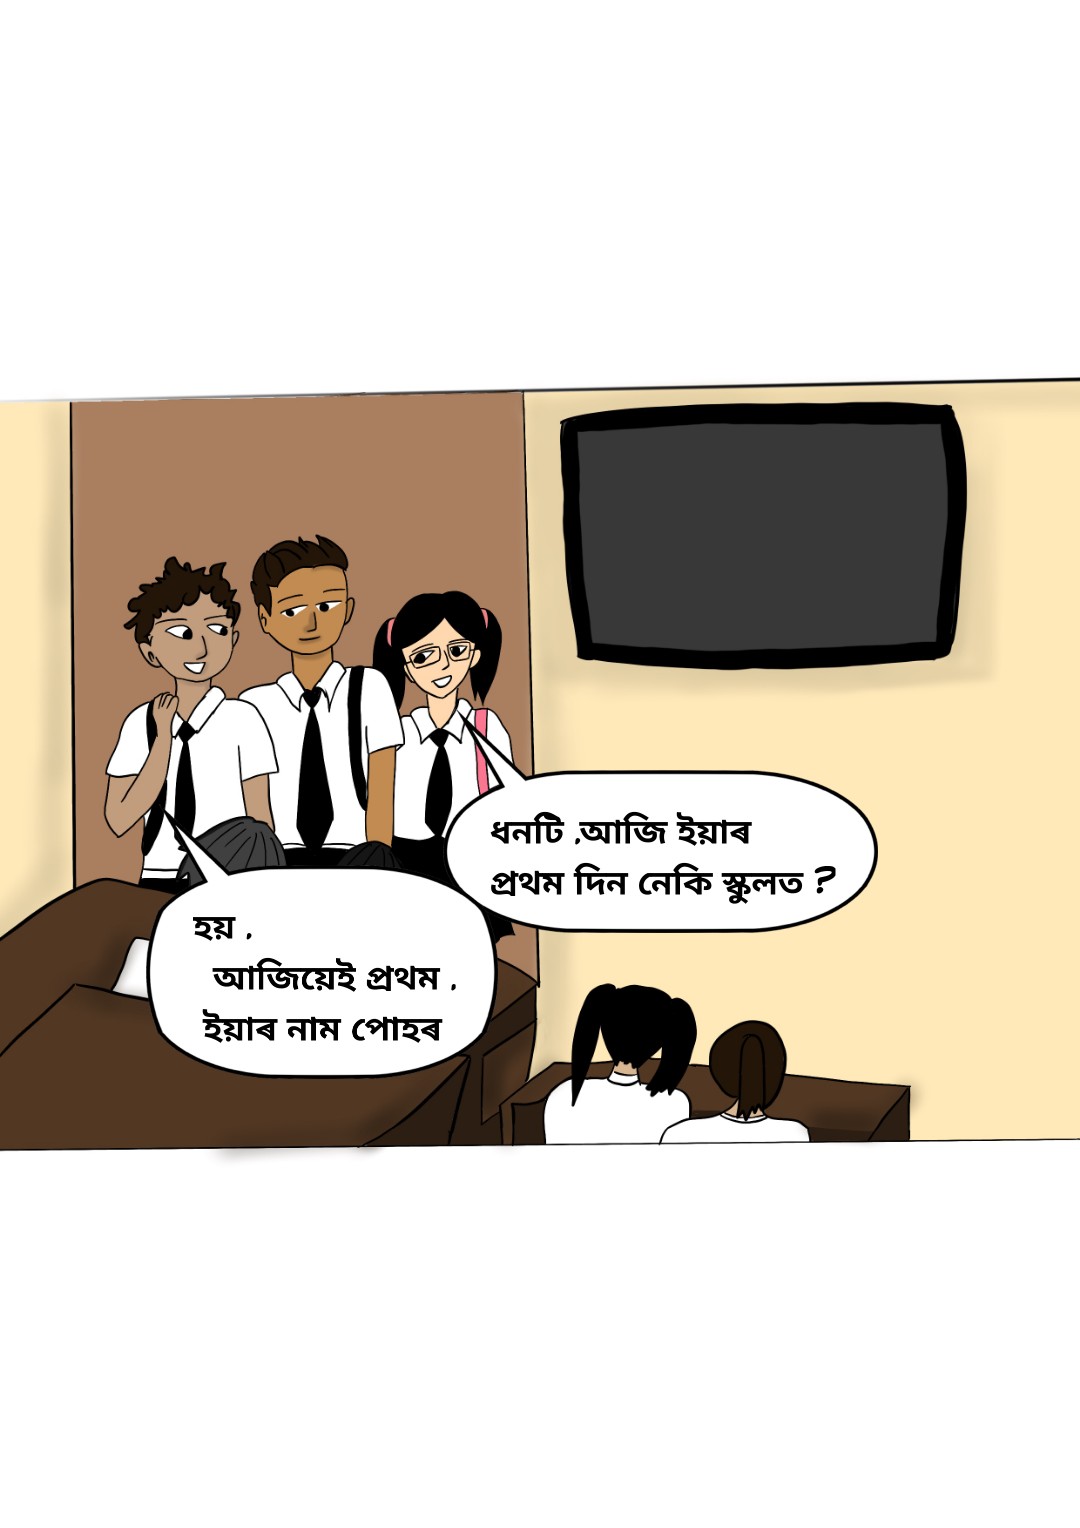 ধনটি ,আজি ইয়াৰ
প্ৰথম দিন নেকি স্কুলত ?
হয় ,
আজিয়েই প্ৰথম ,
ইয়াৰ নাম পোহৰ